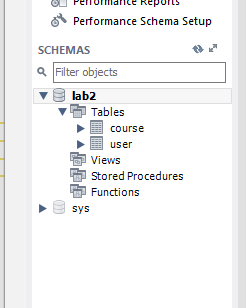 Performance Reports
Performance Schema Setup
SCHEMAS
Filter objects
lab2
Tables
course
user
Views
Stored Procedures
Functions
sys